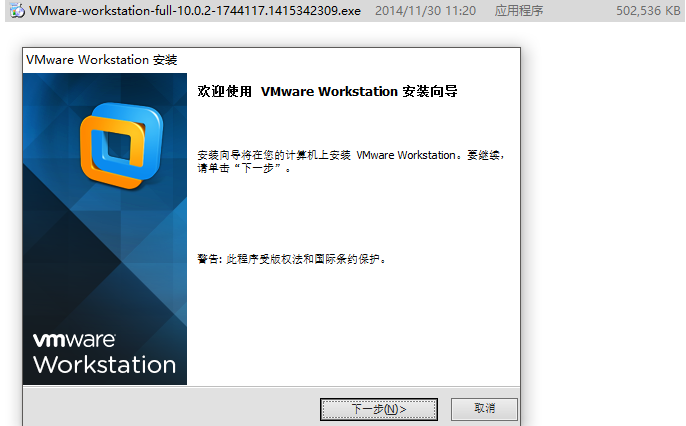 VMware-workstation-full-10.0.2-1744117.1415342309.exe 2014/11/30 11:20 应用程序 502,536 KB
VMware Workstation 安装
欢迎使用 VMware Workstation 安装向导
安装向导将在您的计算机上安装 VMware Workstation。要继续，
请单击“下一步”。
警告: 此程序受版权法和国际条约保护。
vmware
Workstation
下一步(N)>
取消